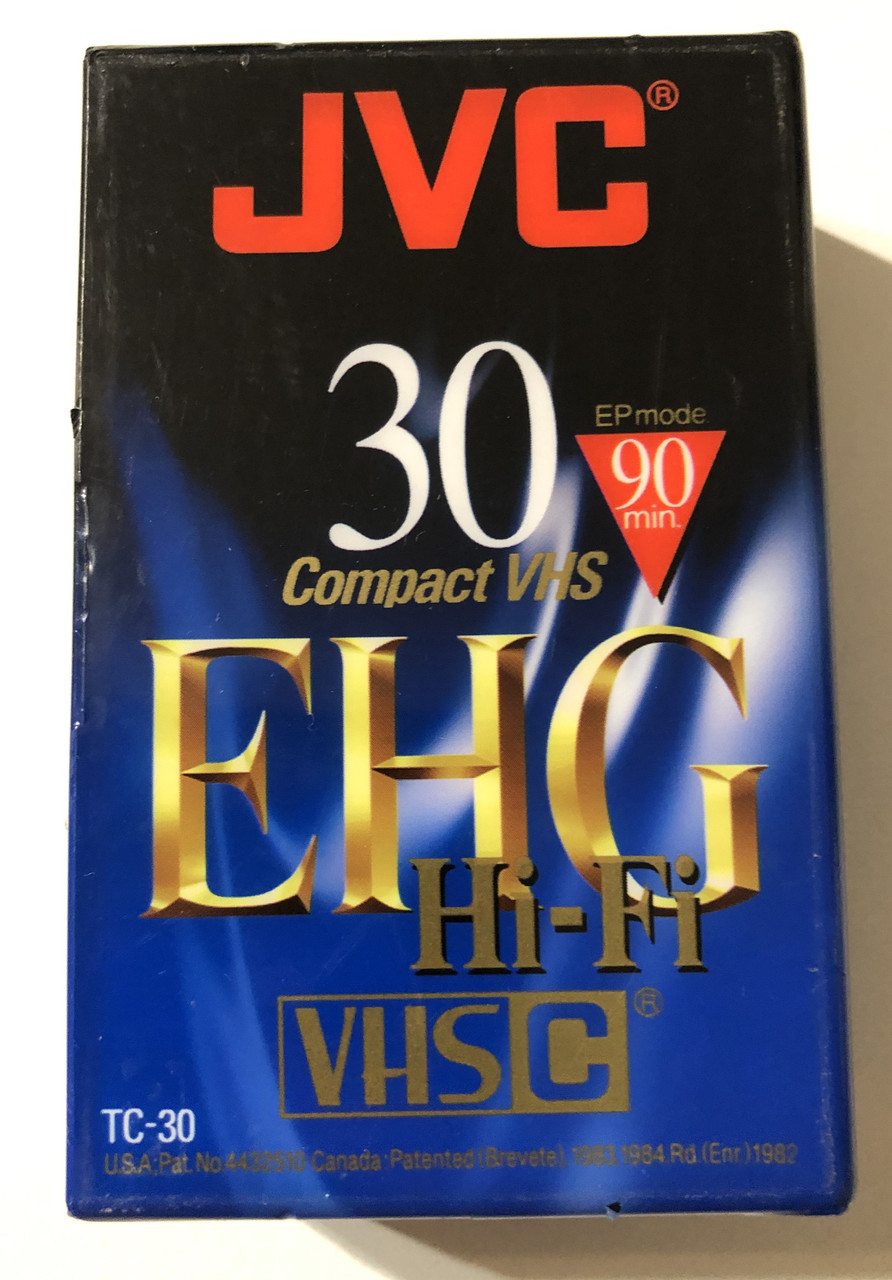 JVC®
30
EP mode
90
min.
Compact VHS
EHG
Hi-Fi
VHS C®
TC-30
U.S.A. Pat. No. 4432510 Canada: Patented (Brevete), 1983.1984. Rd. (Enr.) 1982